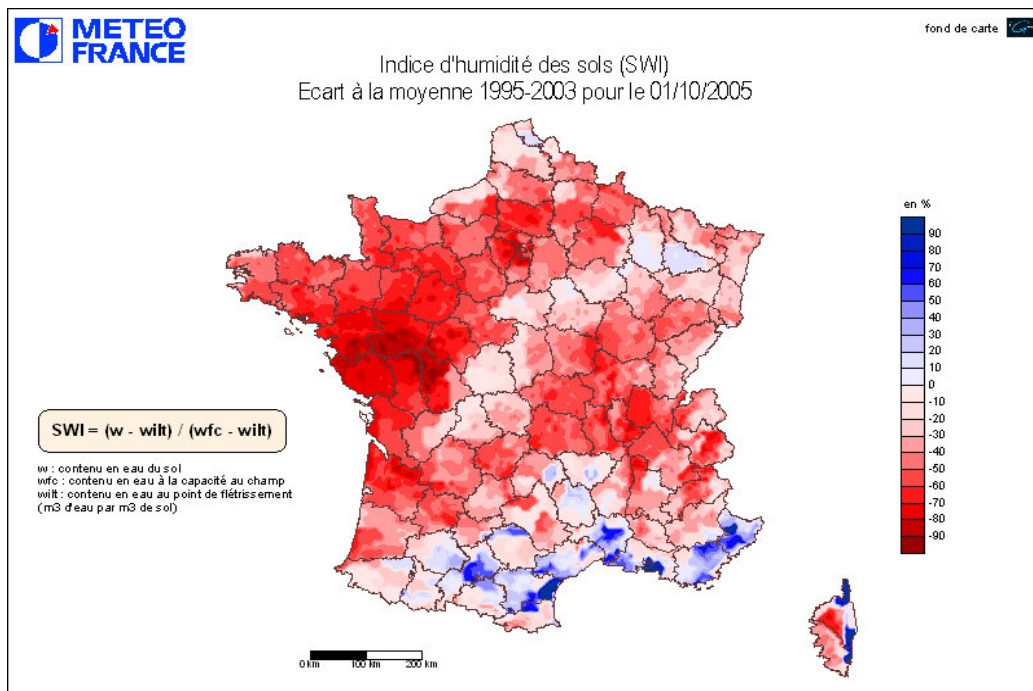 METEO
FRANCE
fond de carte
Indice d'humidité des sols (SWI)
Ecart à la moyenne 1995-2003 pour le 01/10/2005
en %
90
80
70
60
50
40
30
20
10
0
-10
-20
-30
-40
-50
-60
-70
-80
-90
SWI = (w - wilt) / (wfc - wilt)
w : contenu en eau du sol
wfc : contenu en eau à la capacité au champ
wilt : contenu en eau au point de flétrissement
(m3 d'eau par m3 de sol)
0 km 100 km 200 km